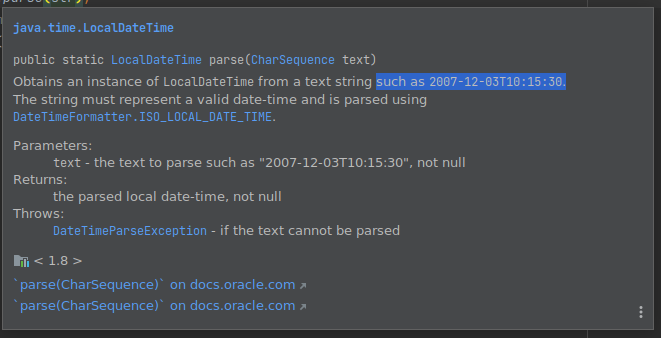 parse(str)
java.time.LocalDateTime
public static LocalDateTime parse(CharSequence text)
Obtains an instance of LocalDateTime from a text string such as 2007-12-03T10:15:30.
The string must represent a valid date-time and is parsed using
DateTimeFormatter.ISO_LOCAL_DATE_TIME.
Parameters:
text - the text to parse such as "2007-12-03T10:15:30", not null
Returns:
the parsed local date-time, not null
Throws:
DateTimeParseException - if the text cannot be parsed
< 1.8 >
`parse(CharSequence)` on docs.oracle.com
`parse(CharSequence)` on docs.oracle.com